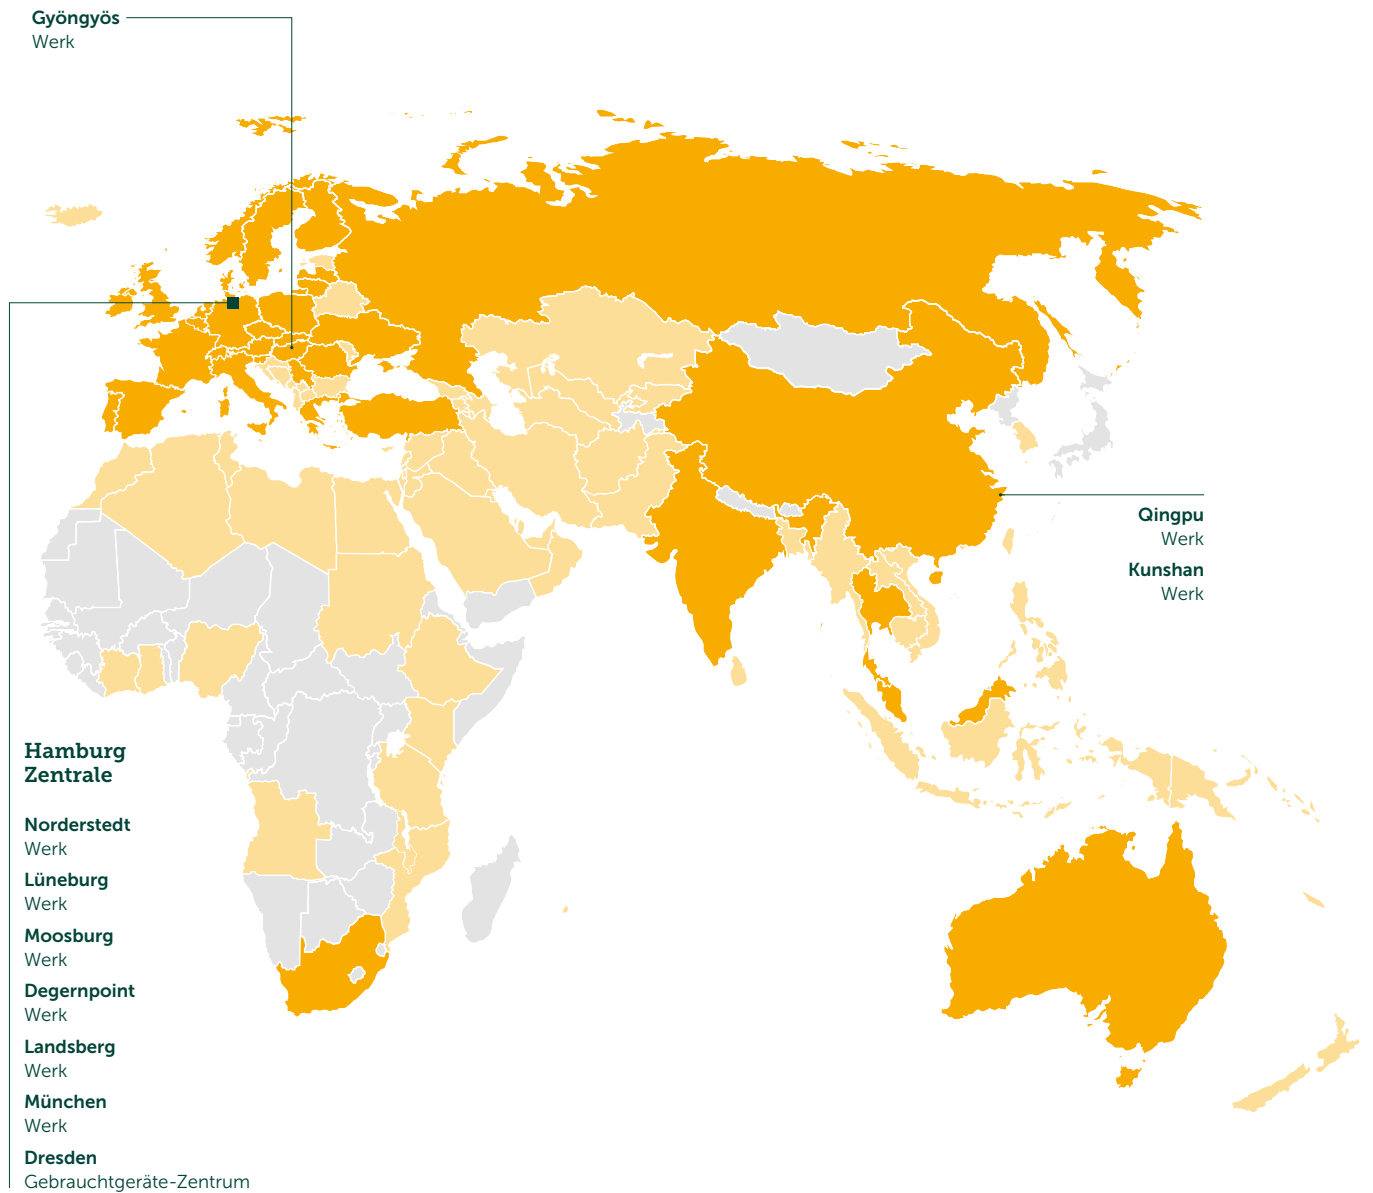 Gyöngyös
Werk
Qingpu
Werk
Kunshan
Werk
Hamburg
Zentrale
Norderstedt
Werk
Lüneburg
Werk
Moosburg
Werk
Degernpoint
Werk
Landsberg
Werk
München
Werk
Dresden
Gebrauchtgeräte-Zentrum